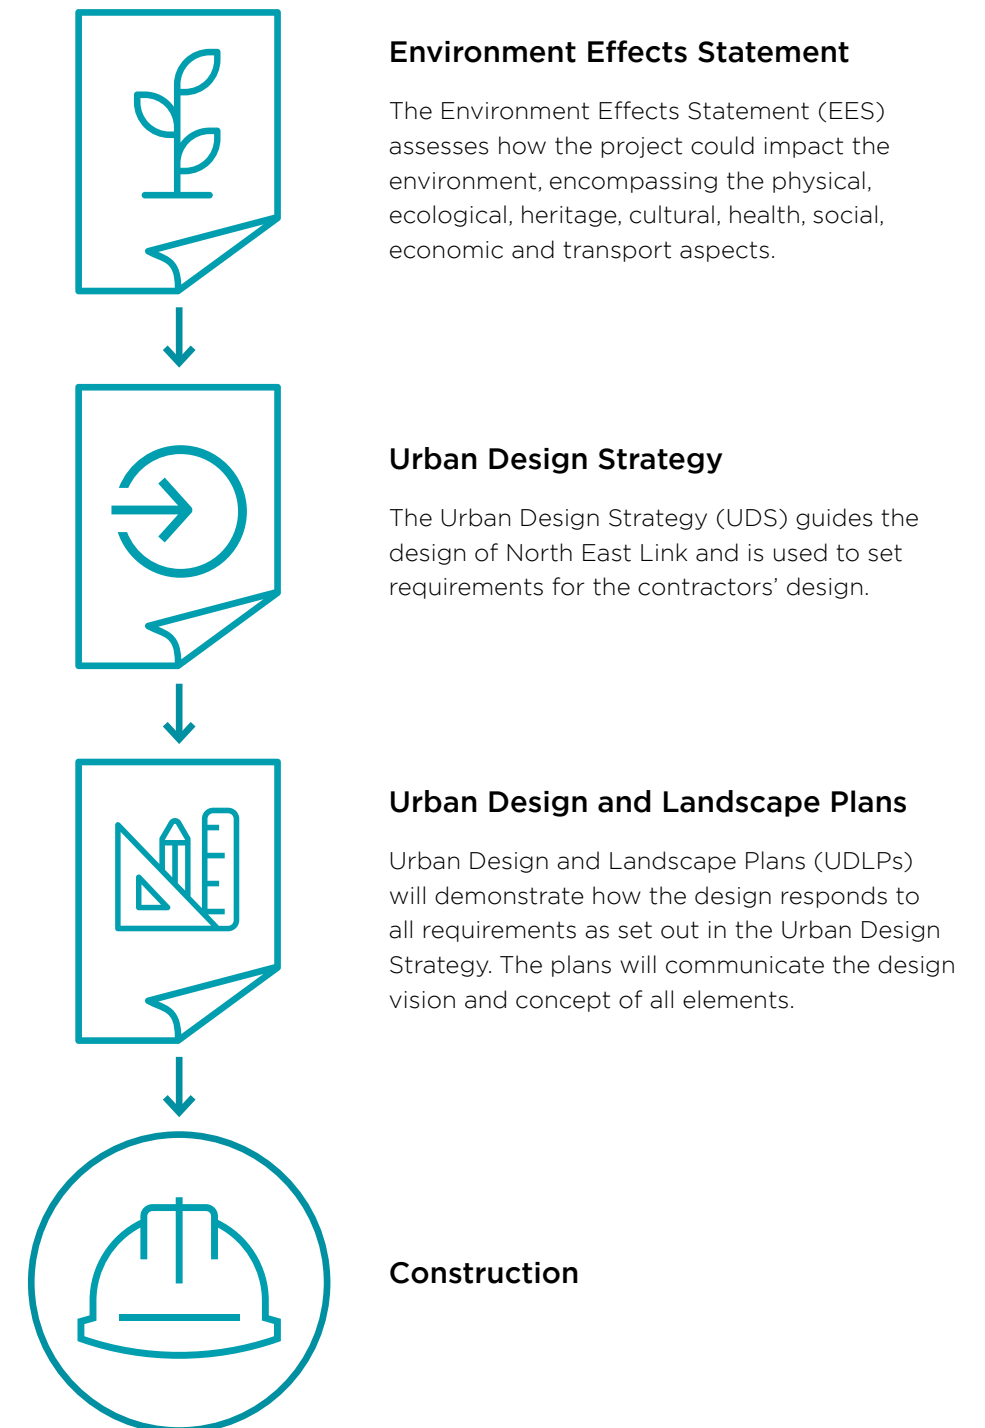 Environment Effects Statement
The Environment Effects Statement (EES)
assesses how the project could impact the
environment, encompassing the physical,
ecological, heritage, cultural, health, social,
economic and transport aspects.
Urban Design Strategy
The Urban Design Strategy (UDS) guides the
design of North East Link and is used to set
requirements for the contractors’ design.
Urban Design and Landscape Plans
Urban Design and Landscape Plans (UDLPs)
will demonstrate how the design responds to
all requirements as set out in the Urban Design
Strategy. The plans will communicate the design
vision and concept of all elements.
Construction